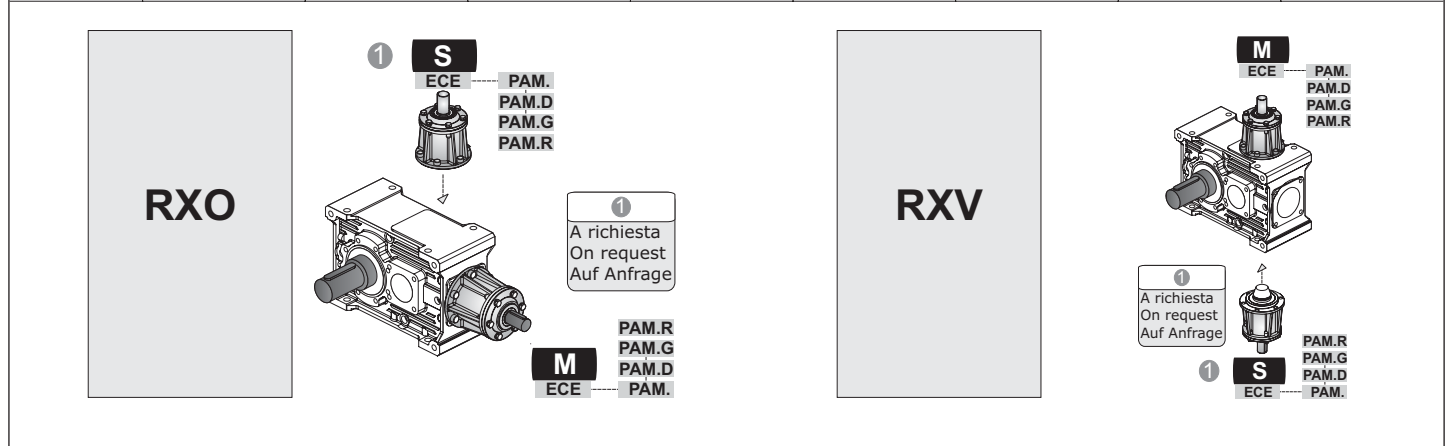 RXO
1
S
ECE
PAM.
PAM.D
PAM.G
PAM.R
1
A richiesta
On request
Auf Anfrage
PAM.R
PAM.G
PAM.D
PAM.
M
ECE
RXV
M
ECE
PAM.
PAM.D
PAM.G
PAM.R
1
A richiesta
On request
Auf Anfrage
1
S
ECE
PAM.R
PAM.G
PAM.D
PAM.